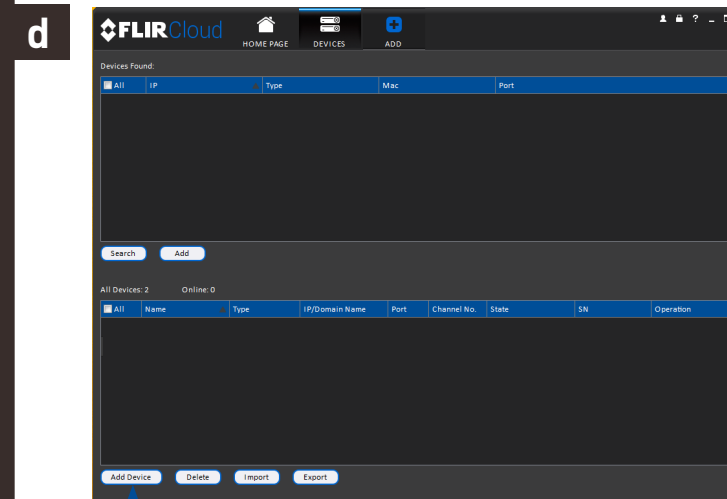 d
FLIRCloud
HOME PAGE DEVICES ADD
?
Devices Found:
All IP Type Mac Port
Search Add
All Devices: 2 Online: 0
All Name Type IP/Domain Name Port Channel No. State SN Operation
Add Device Delete Import Export